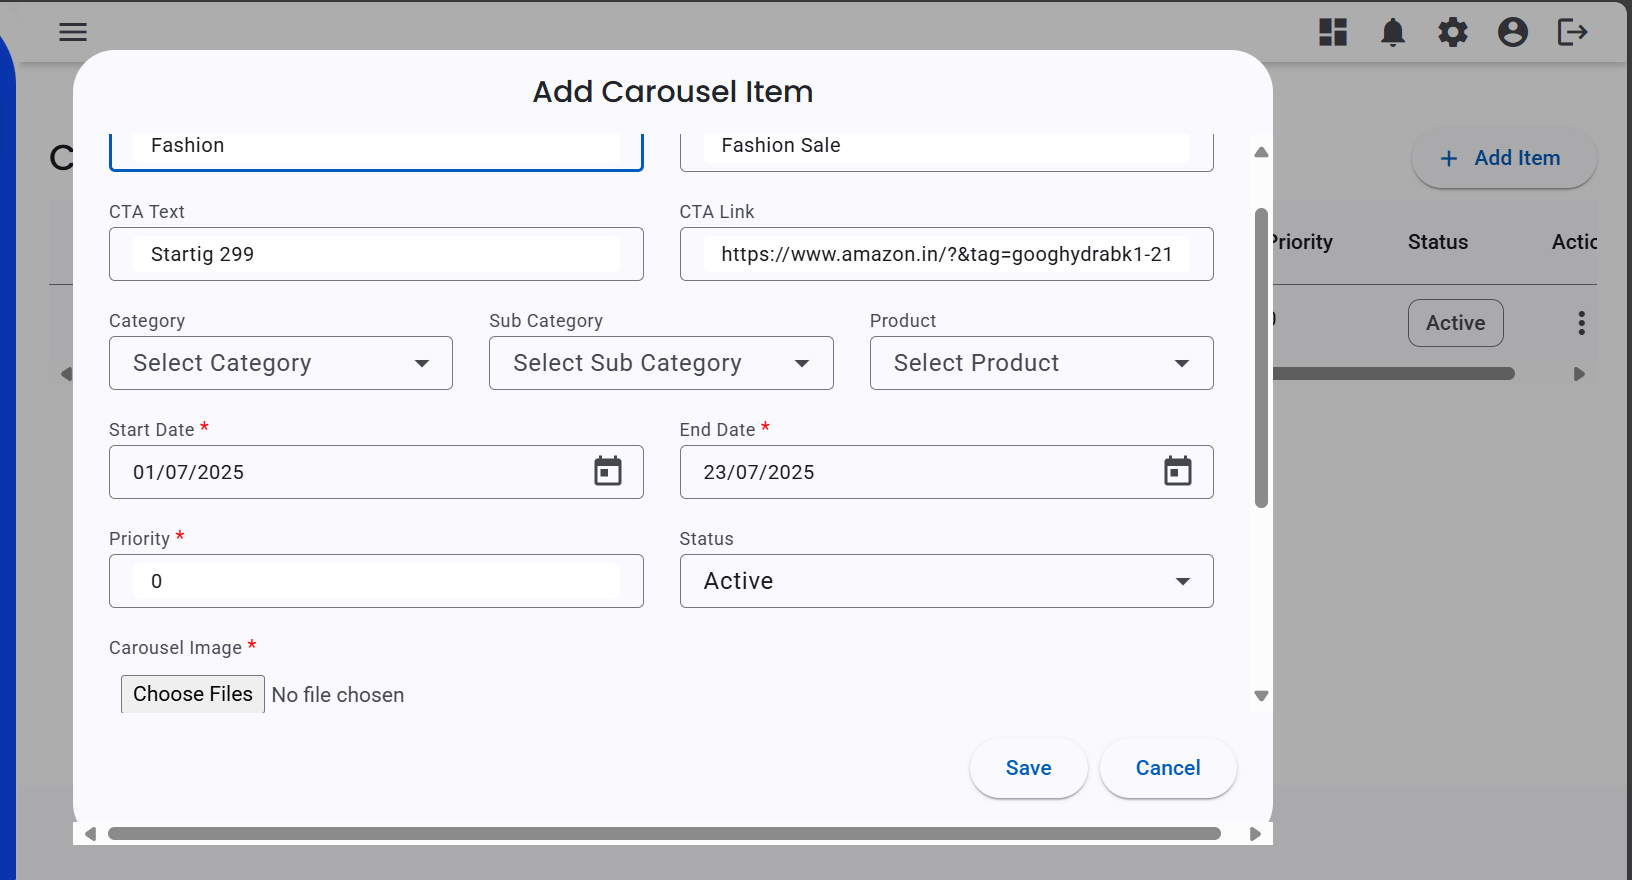 Add Carousel Item
C
Add Item
Fashion
Fashion Sale
CTA Text
CTA Link
Startig 299
https://www.amazon.in/?&tag=googhydrabk1-21
Priority
Status
Actio
Category
Sub Category
Product
Select Category
Select Sub Category
Select Product
0
Active
Start Date *
End Date *
01/07/2025
23/07/2025
Priority *
Status
0
Active
Carousel Image *
Choose Files No file chosen
Save
Cancel